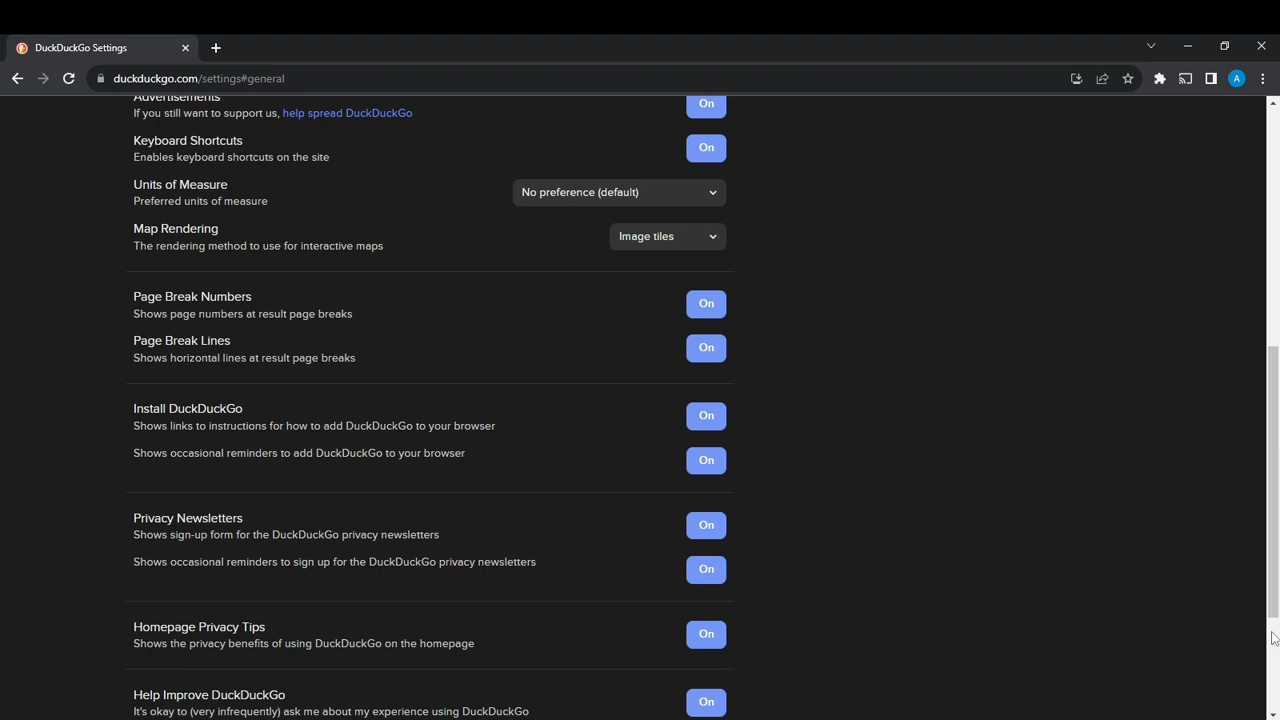 DuckDuckGo Settings
duckduckgo.com/settings#general
A
Advertisements
On
If you still want to support us, help spread DuckDuckGo
Keyboard Shortcuts
On
Enables keyboard shortcuts on the site
Units of Measure
No preference (default)
Preferred units of measure
Map Rendering
Image tiles
The rendering method to use for interactive maps
Page Break Numbers
On
Shows page numbers at result page breaks
Page Break Lines
On
Shows horizontal lines at result page breaks
Install DuckDuckGo
On
Shows links to instructions for how to add DuckDuckGo to your browser
Shows occasional reminders to add DuckDuckGo to your browser
On
Privacy Newsletters
On
Shows sign-up form for the DuckDuckGo privacy newsletters
Shows occasional reminders to sign up for the DuckDuckGo privacy newsletters
On
Homepage Privacy Tips
On
Shows the privacy benefits of using DuckDuckGo on the homepage
Help Improve DuckDuckGo
On
It's okay to (very infrequently) ask me about my experience using DuckDuckGo